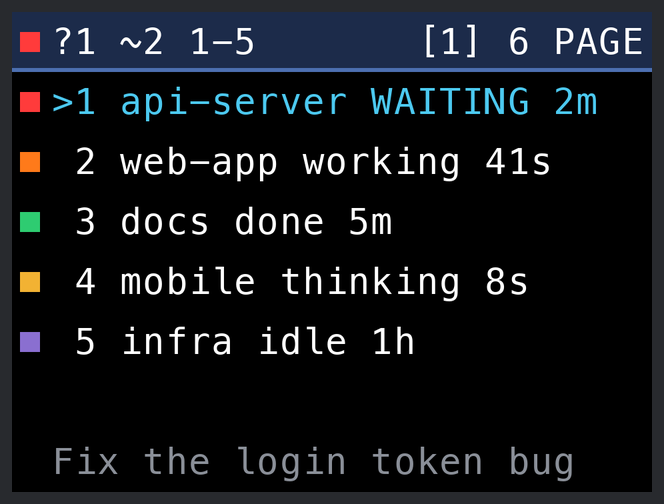 ?1 ~2 1–5 [1] 6 PAGE
>1 api–server WAITING 2m
2 web–app working 41s
3 docs done 5m
4 mobile thinking 8s
5 infra idle 1h
Fix the login token bug